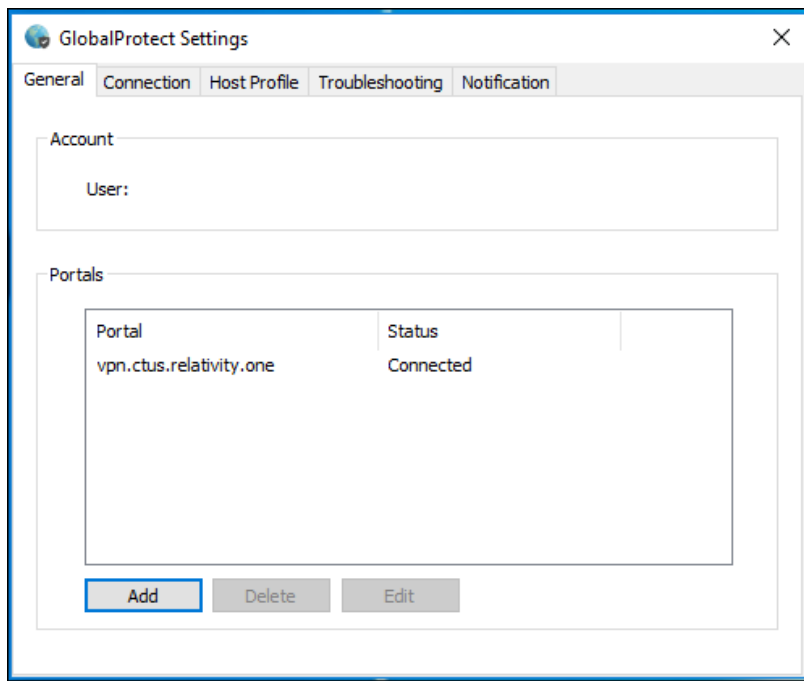 GlobalProtect Settings
General Connection Host Profile Troubleshooting Notification
Account
User:
Portals
Portal Status
vpn.ctus.relativity.one Connected
Add Delete Edit